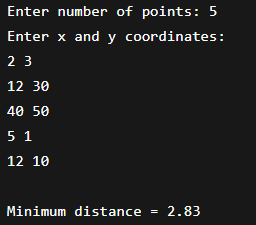 Enter number of points: 5
Enter x and y coordinates:
2 3
12 30
40 50
5 1
12 10
Minimum distance = 2.83